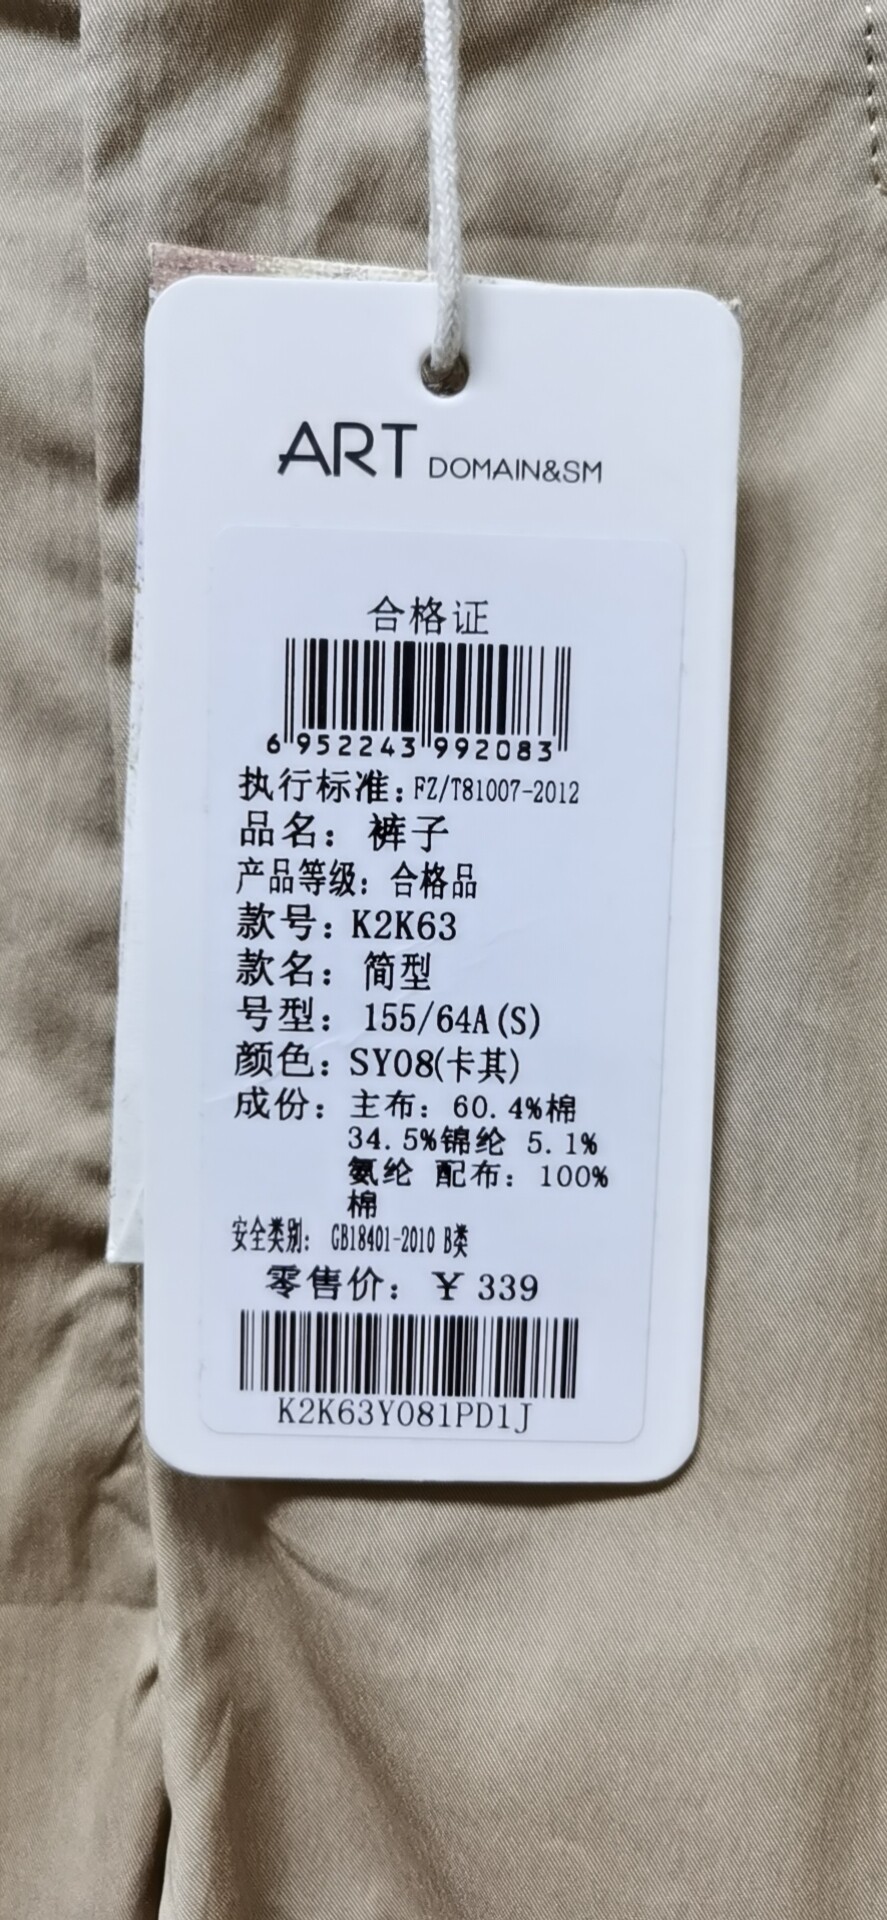 ART DOMAIN&SM
合格证
6 952243 992083
执行标准: FZ/T81007-2012
品名: 裤子
产品等级: 合格品
款号: K2K63
款名: 简型
号型: 155/64A(S)
颜色: SY08(卡其)
成份: 主布: 60.4%棉
34.5%锦纶 5.1%
氨纶 配布: 100%
棉
安全类别: GB18401-2010 B类
零售价: ¥ 339
K2K63Y081PD1J